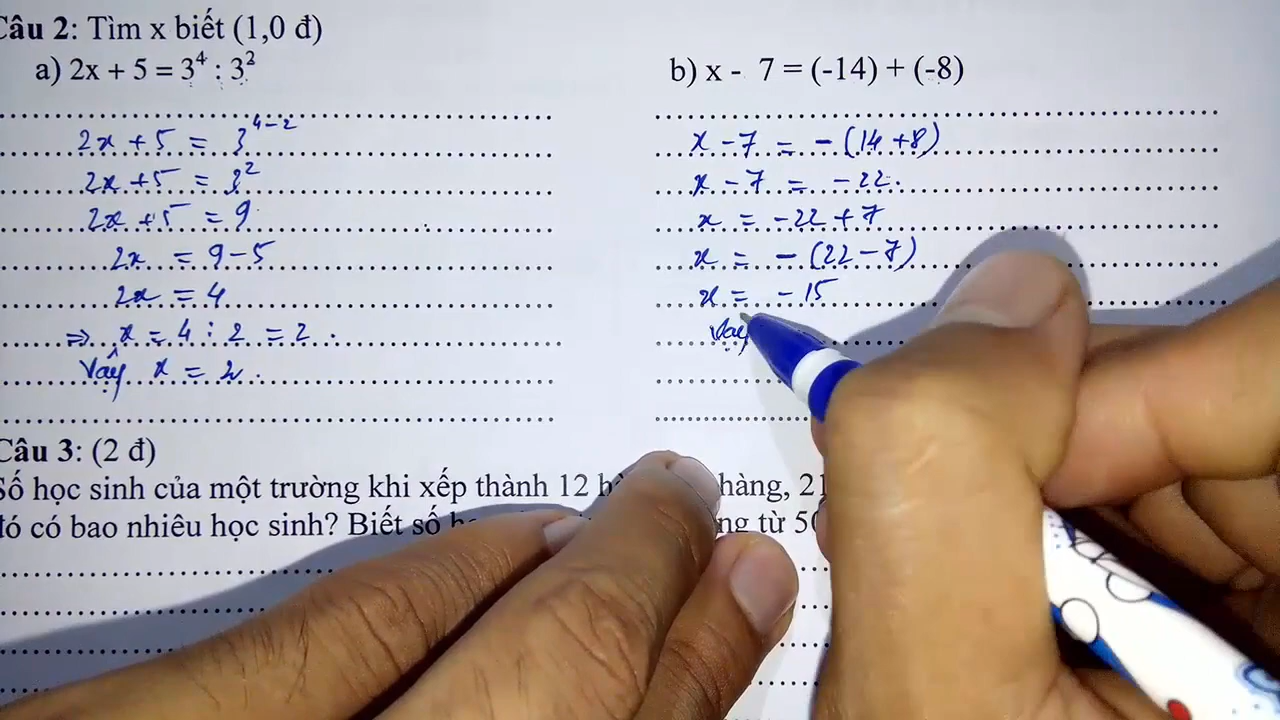 Câu 2: Tìm x biết (1,0 đ)
a) 2x + 5 = 3⁴ : 3²
2x + 5 = 3⁴⁻²
2x + 5 = 3²
2x + 5 = 9
2x = 9 - 5
2x = 4
⇒ x = 4 : 2 = 2.
Vậy x = 2.
b) x - 7 = (-14) + (-8)
x - 7 = -(14 + 8)
x - 7 = -22.
x = -22 + 7
x = -(22 - 7)
x = -15
Vậy
Câu 3: (2 đ)
Số học sinh của một trường khi xếp thành 12 hàng, 21
đó có bao nhiêu học sinh? Biết số từ